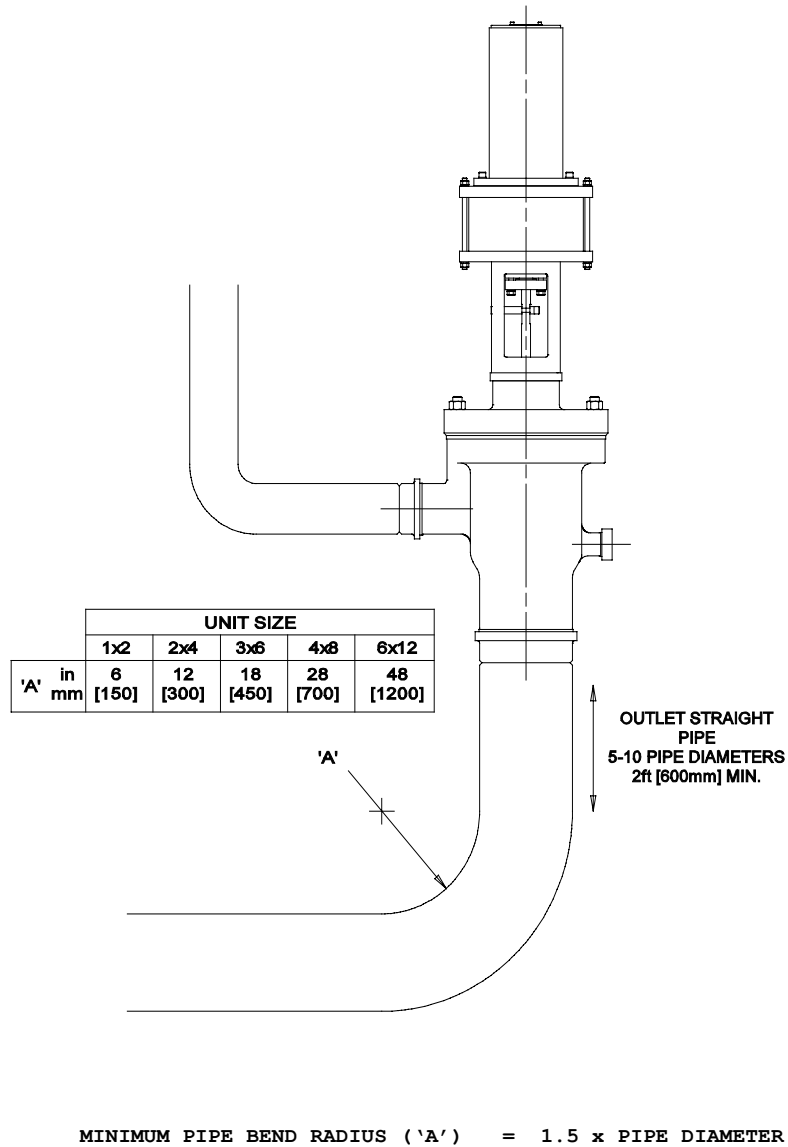 UNIT SIZE
1x2 2x4 3x6 4x8 6x12
'A' in 6 12 18 28 48
mm [150] [300] [450] [700] [1200]
OUTLET STRAIGHT
PIPE
5-10 PIPE DIAMETERS
2ft [600mm] MIN.
'A'
MINIMUM PIPE BEND RADIUS (‘A’) = 1.5 x PIPE DIAMETER